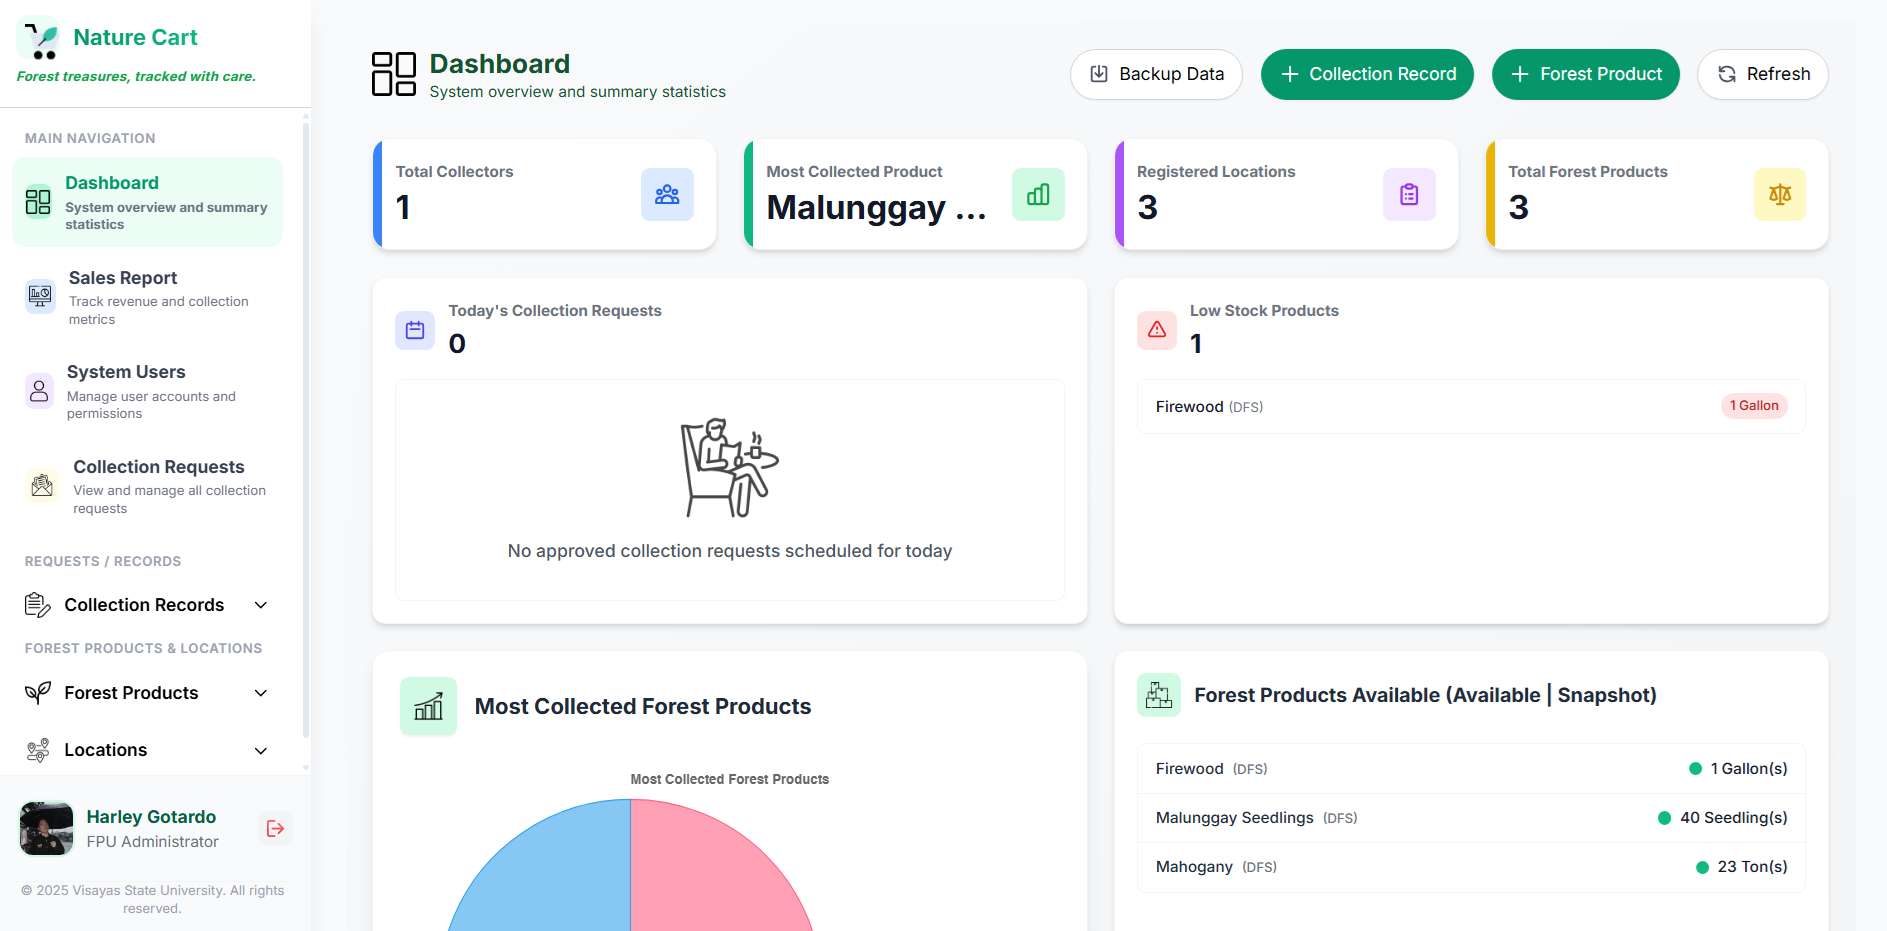 Nature Cart
Forest treasures, tracked with care.
MAIN NAVIGATION
Dashboard
System overview and summary
statistics
Sales Report
Track revenue and collection
metrics
System Users
Manage user accounts and
permissions
Collection Requests
View and manage all collection
requests
REQUESTS / RECORDS
Collection Records
FOREST PRODUCTS & LOCATIONS
Forest Products
Locations
Harley Gotardo
FPU Administrator
© 2025 Visayas State University. All rights
reserved.
Dashboard
System overview and summary statistics
Backup Data
Collection Record
Forest Product
Refresh
Total Collectors
1
Most Collected Product
Malunggay ...
Registered Locations
3
Total Forest Products
3
Today's Collection Requests
0
No approved collection requests scheduled for today
Low Stock Products
1
Firewood (DFS)
1 Gallon
Most Collected Forest Products
Most Collected Forest Products
Forest Products Available (Available | Snapshot)
Firewood (DFS)
1 Gallon(s)
Malunggay Seedlings (DFS)
40 Seedling(s)
Mahogany (DFS)
23 Ton(s)